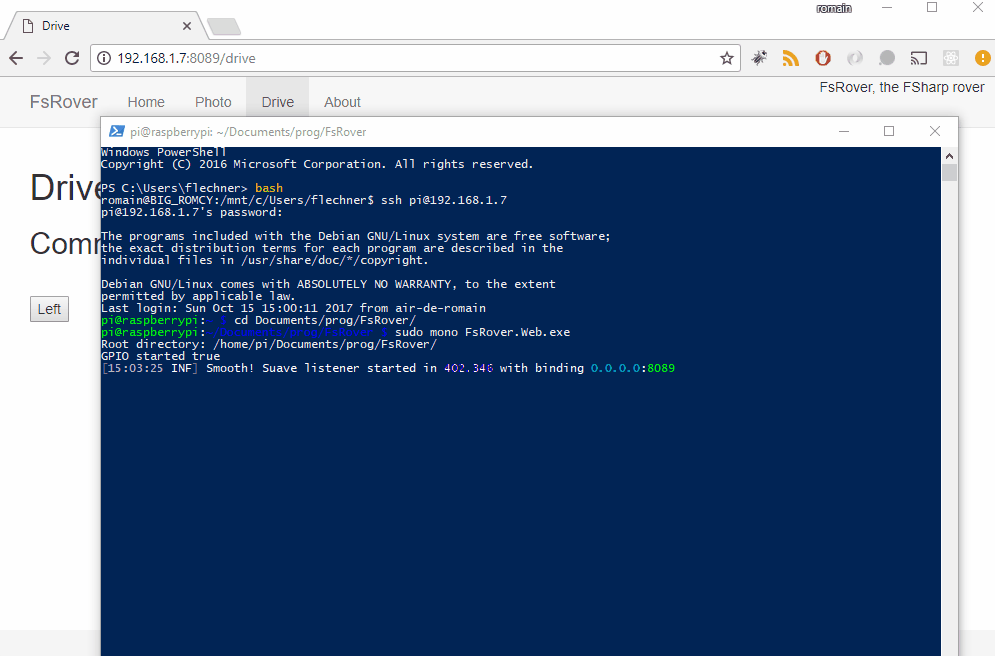 romain
Drive
192.168.1.7:8089/drive
FsRover, the FSharp rover
FsRover Home Photo Drive About
pi@raspberrypi: ~/Documents/prog/FsRover
Windows PowerShell
Copyright (C) 2016 Microsoft Corporation. All rights reserved.
PS C:\Users\flechner> bash
romain@BIG_ROMCY:/mnt/c/Users/flechner$ ssh pi@192.168.1.7
pi@192.168.1.7's password:
The programs included with the Debian GNU/Linux system are free software;
the exact distribution terms for each program are described in the
individual files in /usr/share/doc/*/copyright.
Debian GNU/Linux comes with ABSOLUTELY NO WARRANTY, to the extent
permitted by applicable law.
Last login: Sun Oct 15 15:00:11 2017 from air-de-romain
pi@raspberrypi:~ $ cd Documents/prog/FsRover/
pi@raspberrypi:~/Documents/prog/FsRover $ sudo mono FsRover.Web.exe
Root directory: /home/pi/Documents/prog/FsRover/
GPIO started true
[15:03:25 INF] Smooth! Suave listener started in 402.346 with binding 0.0.0.0:8089
Drive
Com
Left